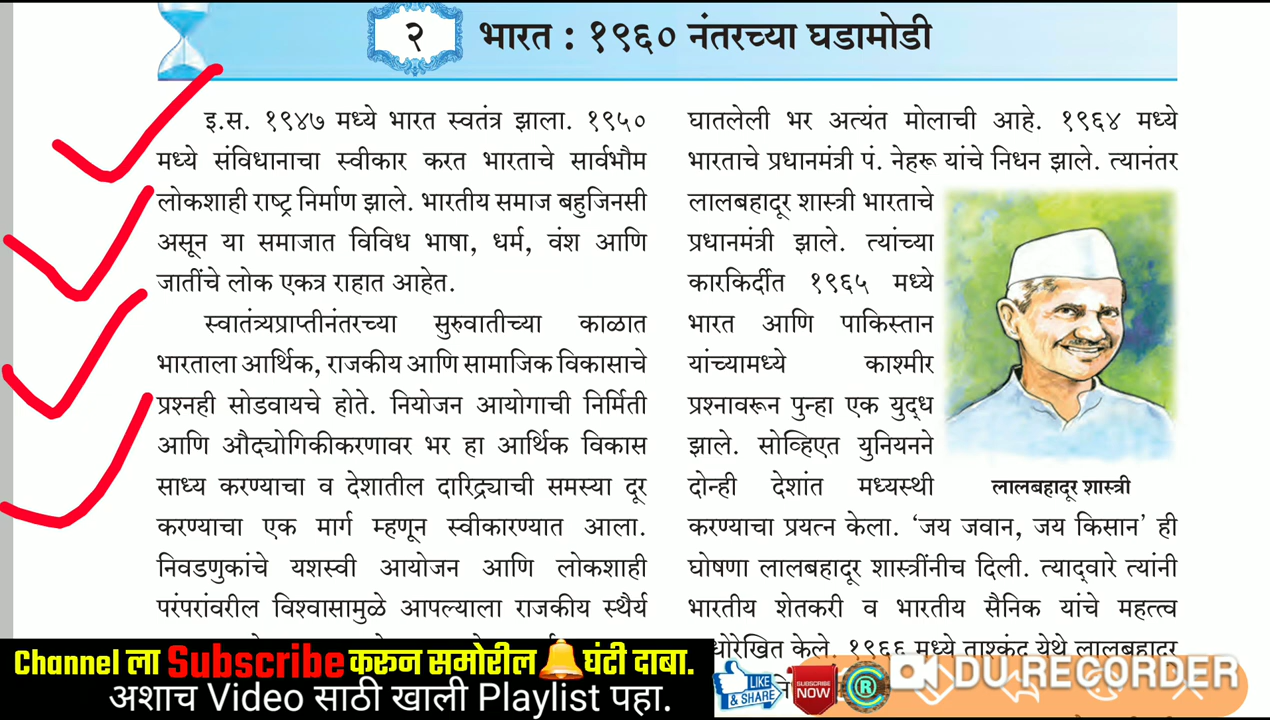 २
भारत : १९६० नंतरच्या घडामोडी
इ.स. १९४७ मध्ये भारत स्वतंत्र झाला. १९५०
मध्ये संविधानाचा स्वीकार करत भारताचे सार्वभौम
लोकशाही राष्ट्र निर्माण झाले. भारतीय समाज बहुजिनसी
असून या समाजात विविध भाषा, धर्म, वंश आणि
जातींचे लोक एकत्र राहात आहेत.
स्वातंत्र्यप्राप्तीनंतरच्या सुरुवातीच्या काळात
भारताला आर्थिक, राजकीय आणि सामाजिक विकासाचे
प्रश्नही सोडवायचे होते. नियोजन आयोगाची निर्मिती
आणि औद्योगिकीकरणावर भर हा आर्थिक विकास
साध्य करण्याचा व देशातील दारिद्र्याची समस्या दूर
करण्याचा एक मार्ग म्हणून स्वीकारण्यात आला.
निवडणुकांचे यशस्वी आयोजन आणि लोकशाही
परंपरांवरील विश्वासामुळे आपल्याला राजकीय स्थैर्य
घातलेली भर अत्यंत मोलाची आहे. १९६४ मध्ये
भारताचे प्रधानमंत्री पं. नेहरू यांचे निधन झाले. त्यानंतर
लालबहादूर शास्त्री भारताचे
प्रधानमंत्री झाले. त्यांच्या
कारकिर्दीत १९६५ मध्ये
भारत आणि पाकिस्तान
यांच्यामध्ये काश्मीर
प्रश्नावरून पुन्हा एक युद्ध
झाले. सोव्हिएत युनियनने
दोन्ही देशांत मध्यस्थी
लालबहादूर शास्त्री
करण्याचा प्रयत्न केला. ‘जय जवान, जय किसान’ ही
घोषणा लालबहादूर शास्त्रींनीच दिली. त्याद्वारे त्यांनी
भारतीय शेतकरी व भारतीय सैनिक यांचे महत्त्व
केले. १९६६ मध्ये ताश्कंद येथे लालबहादूर
Channel ला Subscribe करून समोरील घंटी दाबा.
अशाच Video साठी खाली Playlist पहा.
LIKE
& SHARE
SUBSCRIBE
NOW
R
DU RECORDER